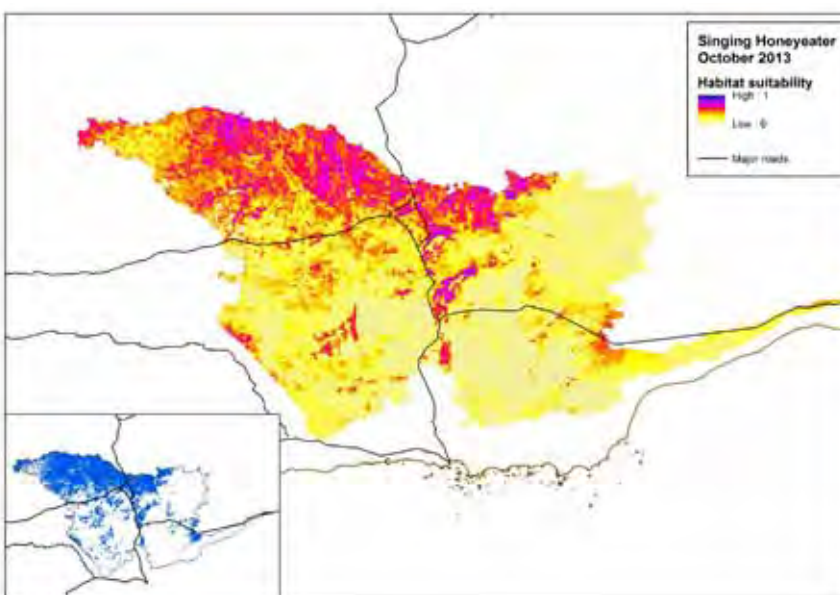 Singing Honeyeater
October 2013
Habitat suitability
High : 1
Low : 0
Major roads